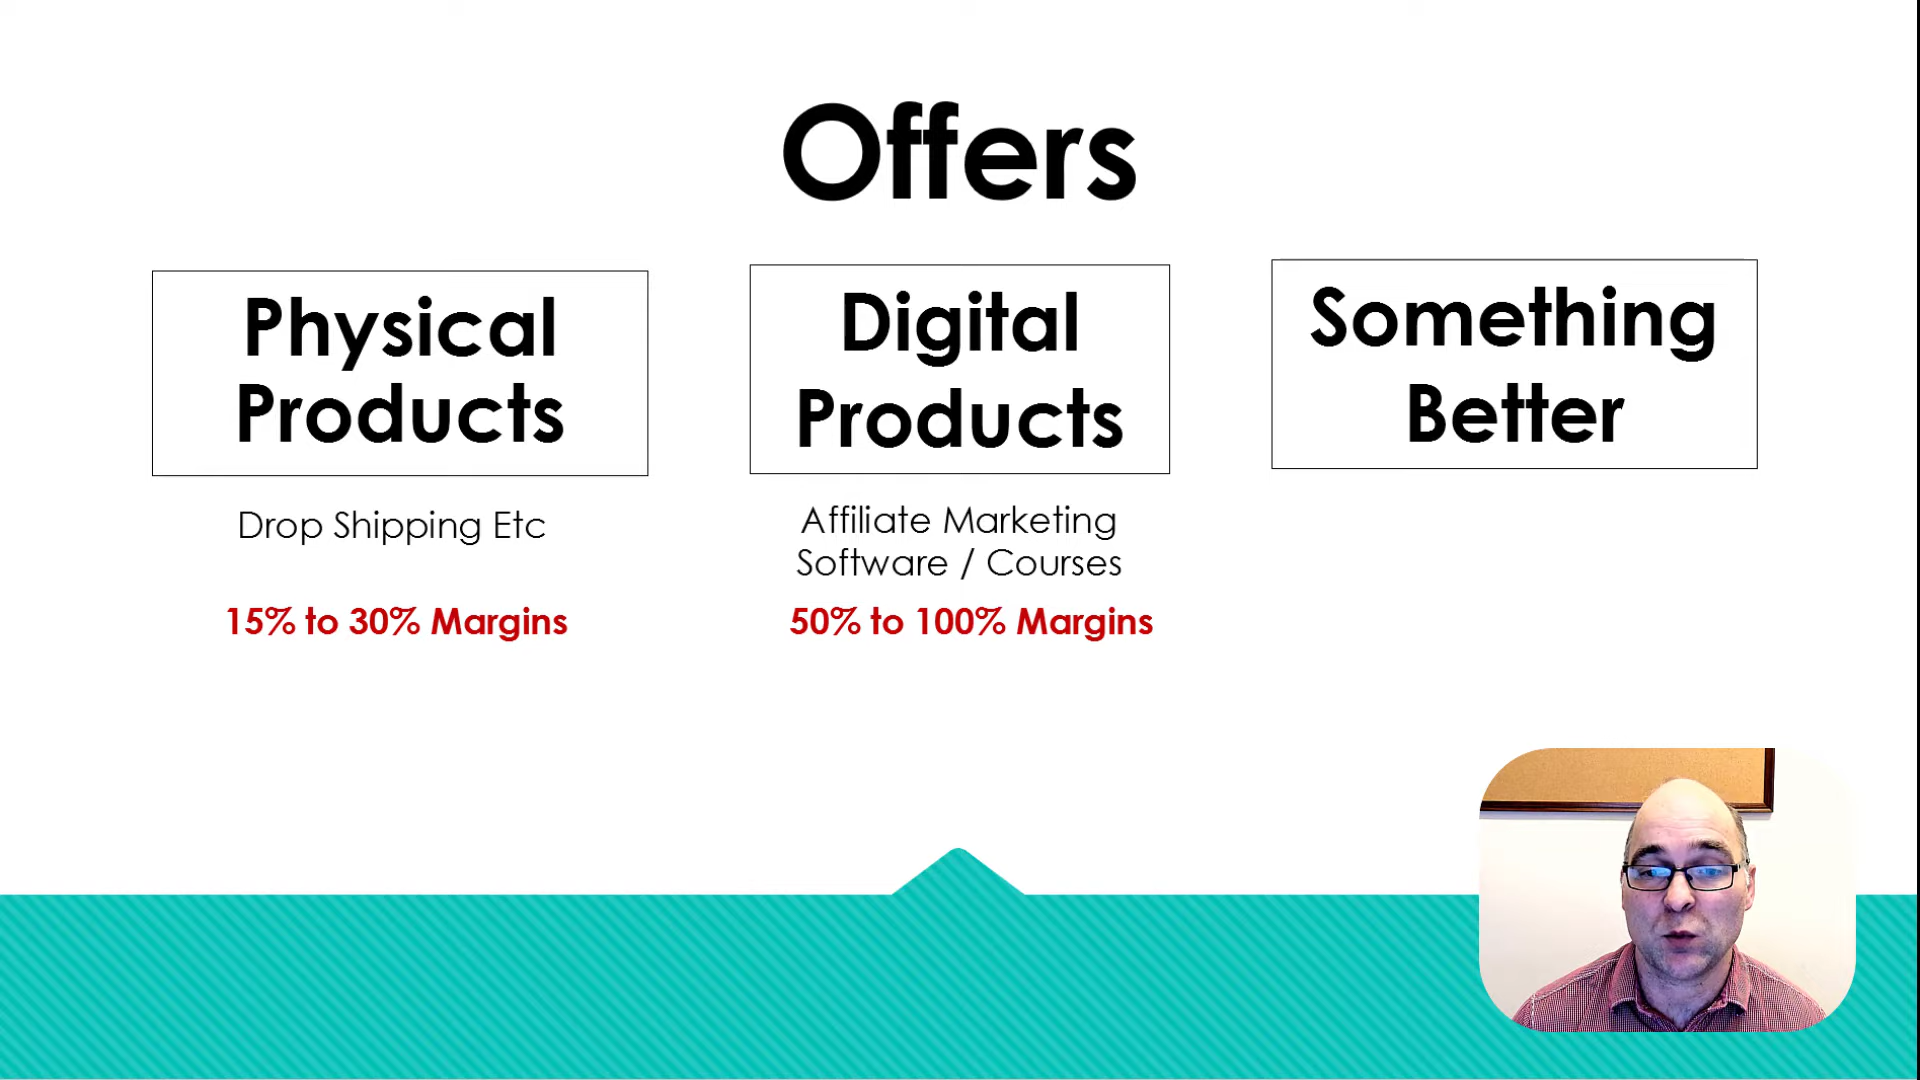 Offers
Physical
Products
Drop Shipping Etc
15% to 30% Margins
Digital
Products
Affiliate Marketing
Software / Courses
50% to 100% Margins
Something
Better